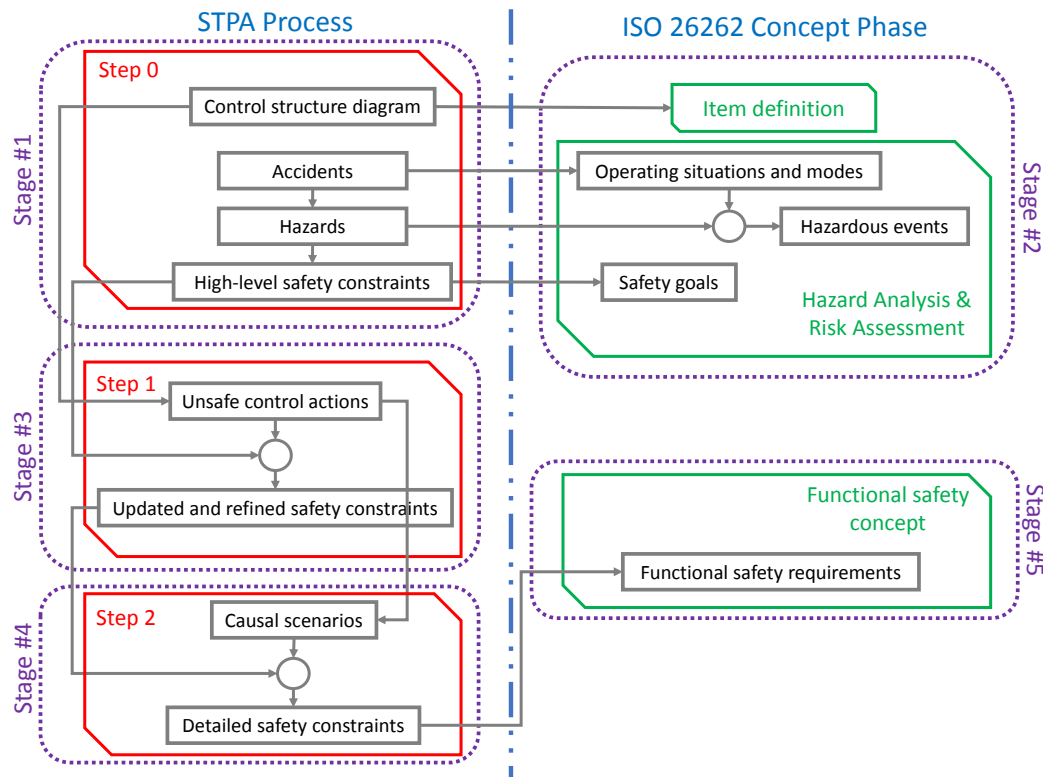 STPA Process
ISO 26262 Concept Phase
Stage #1
Step 0
Control structure diagram
Accidents
Hazards
High-level safety constraints
Item definition
Operating situations and modes
Hazardous events
Safety goals
Hazard Analysis &
Risk Assessment
Stage #2
Stage #3
Step 1
Unsafe control actions
Updated and refined safety constraints
Stage #4
Step 2
Causal scenarios
Detailed safety constraints
Functional safety
concept
Functional safety requirements
Stage #5